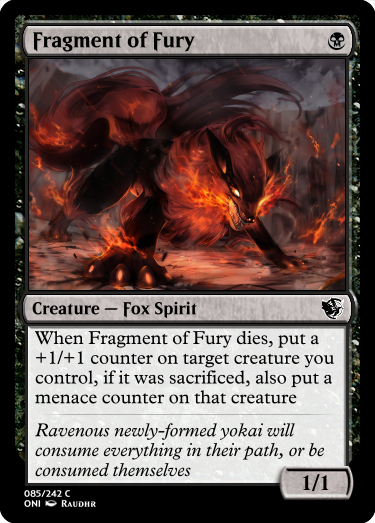 Fragment of Fury
Creature — Fox Spirit
When Fragment of Fury dies, put a
+1/+1 counter on target creature you
control, if it was sacrificed, also put a
menace counter on that creature
Ravenous newly-formed yokai will
consume everything in their path, or be
consumed themselves
1/1
085/242 C
ONI Raudhr